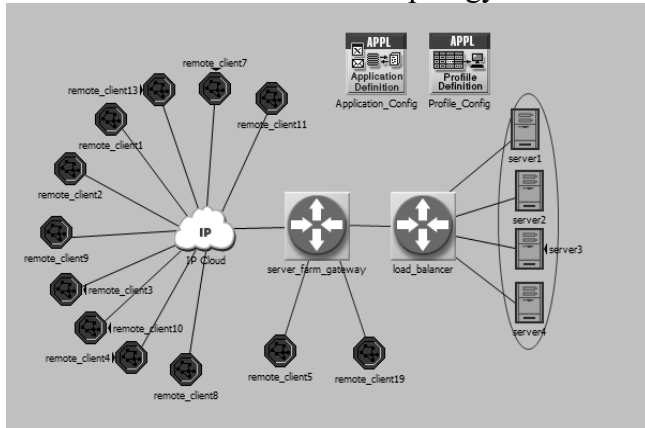 remote_client7
APPL
APPL
Application
Definition
Profile
Definition
Application_Config
Profile_Config
remote_client13
remote_client11
remote_client1
server1
remote_client2
server2
IP
remote_client9
IP Cloud
server_farm_gateway
load_balancer
server3
remote_client3
remote_client10
server4
remote_client4
remote_client5
remote_client19
remote_client8